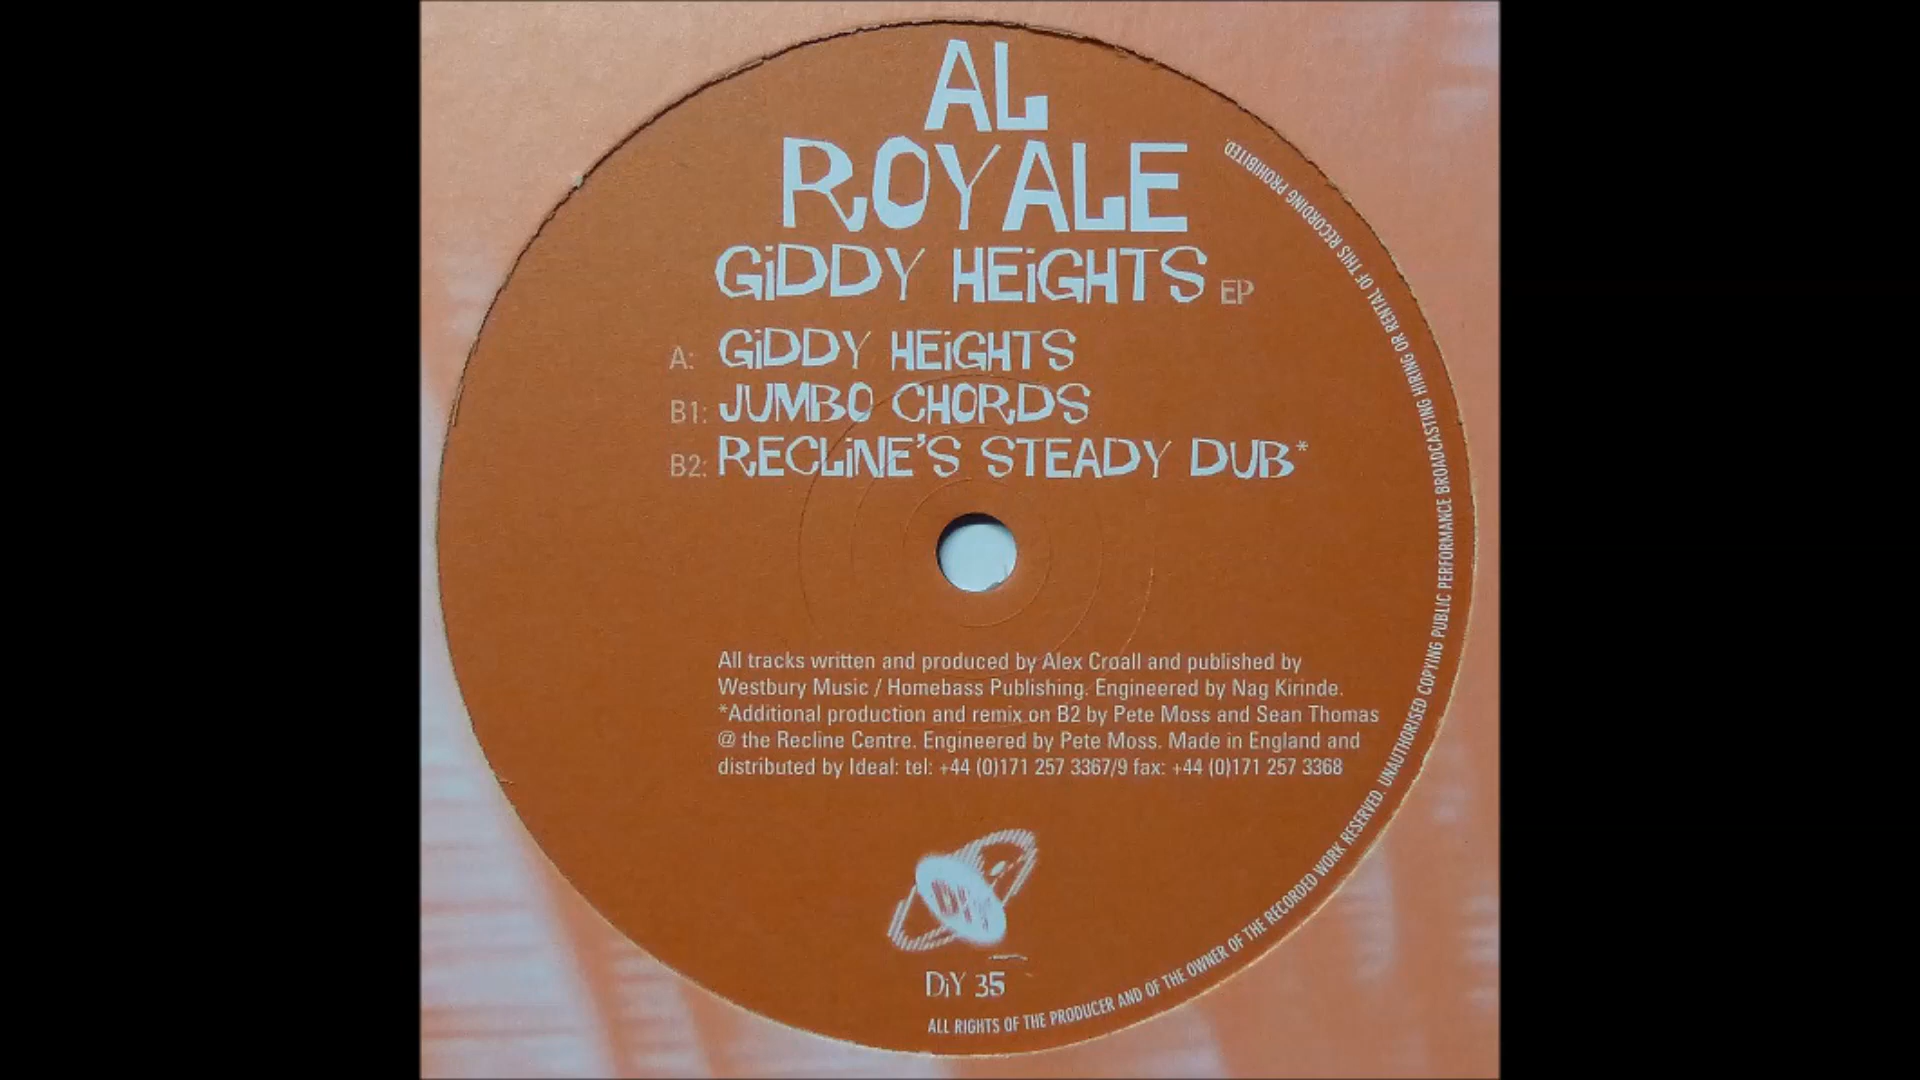 AL
ROYALE
GiDDY HEiGHTS EP
A: GiDDY HEiGHTS
B1: JUMBO CHORDS
B2: RECLiNE'S STEADY DUB*
All tracks written and produced by Alex Croall and published by
Westbury Music / Homebass Publishing. Engineered by Nag Kirinde.
*Additional production and remix on B2 by Pete Moss and Sean Thomas
@ the Recline Centre. Engineered by Pete Moss. Made in England and
distributed by Ideal: tel: +44 (0)171 257 3367/9 fax: +44 (0)171 257 3368
DiY
DiY 35
ALL RIGHTS OF THE PRODUCER AND OF THE OWNER OF THE RECORDED WORK RESERVED. UNAUTHORISED COPYING PUBLIC PERFORMANCE BROADCASTING HIRING OR RENTAL OF THIS RECORDING PROHIBITED.